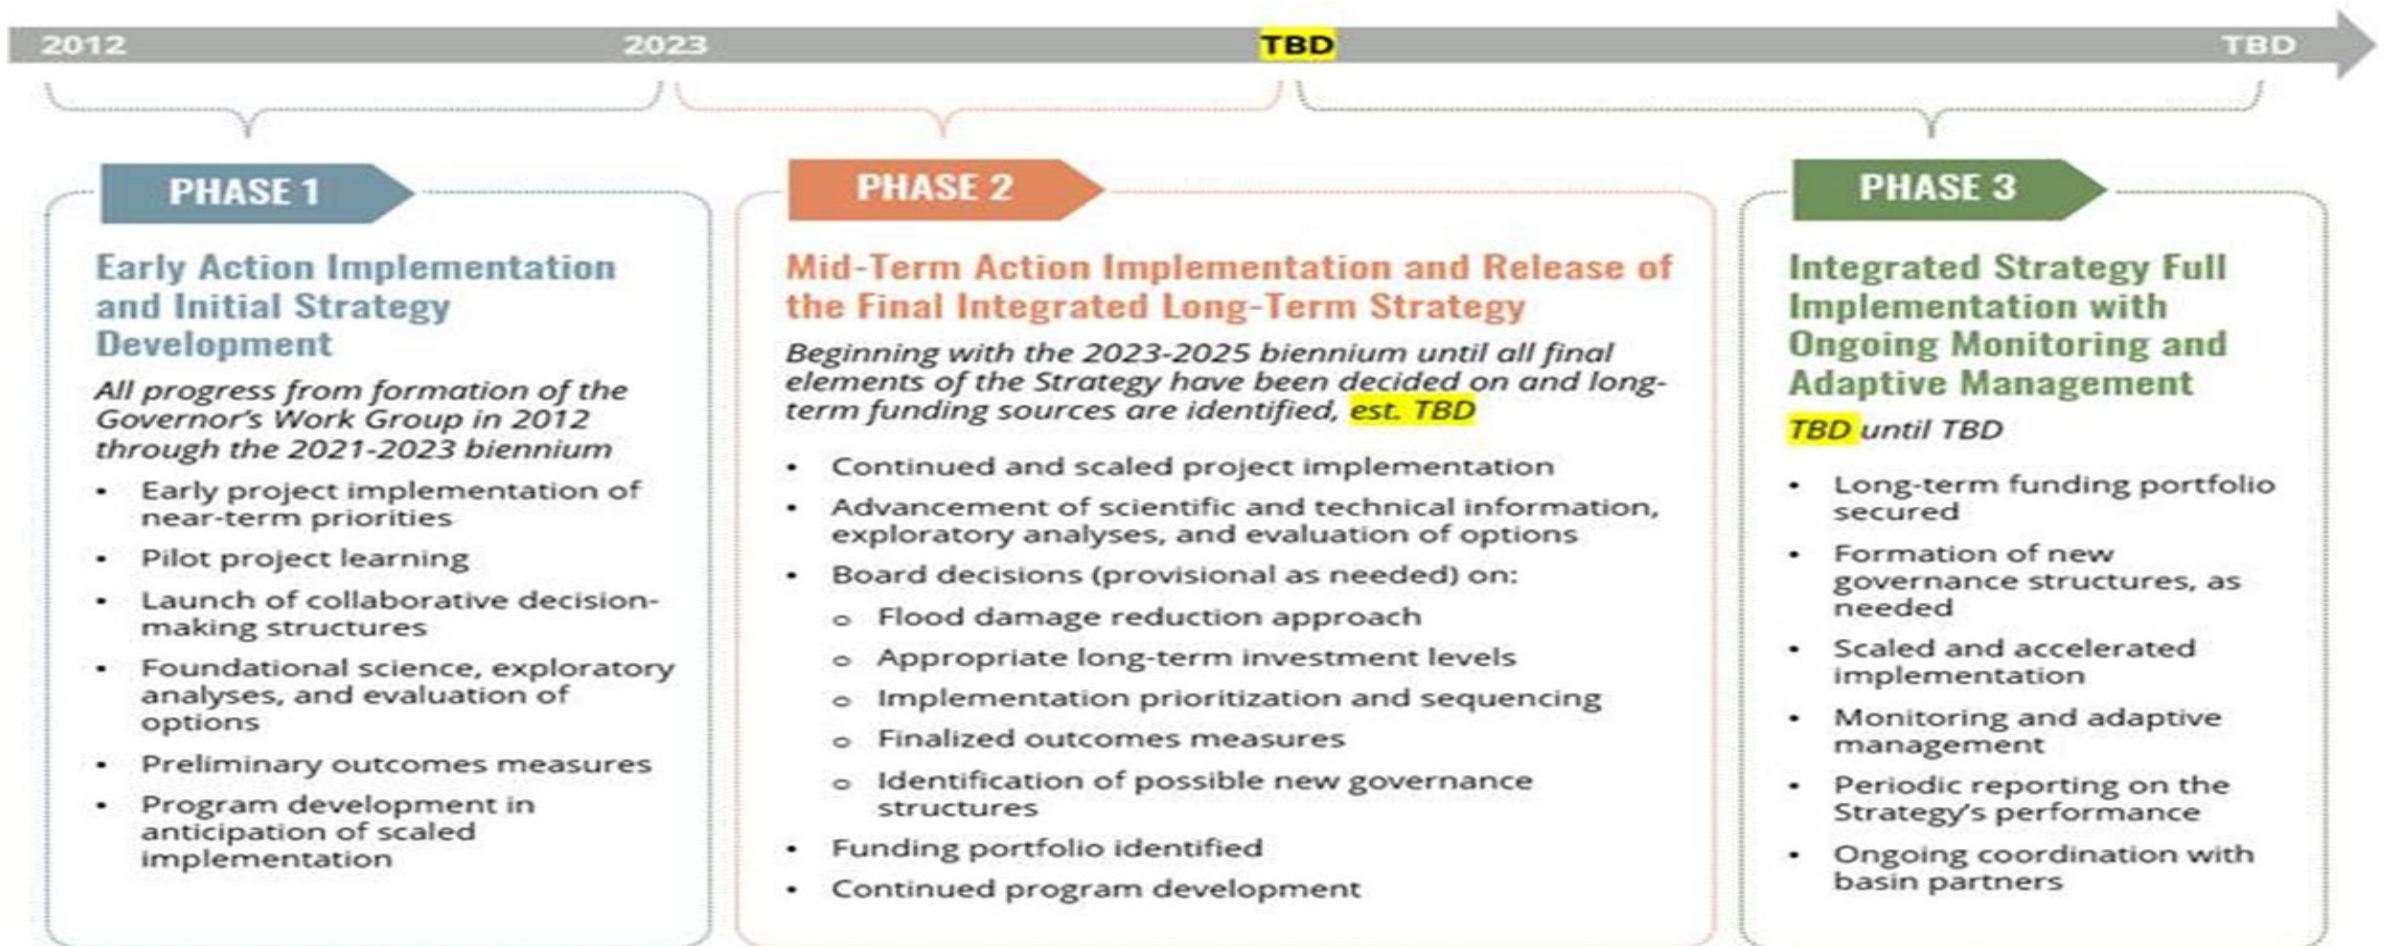 2012
2023
TBD
TBD
PHASE 1
Early Action Implementation
and Initial Strategy
Development
All progress from formation of the
Governor's Work Group in 2012
through the 2021-2023 biennium
• Early project implementation of
near-term priorities
• Pilot project learning
• Launch of collaborative decision-
making structures
• Foundational science, exploratory
analyses, and evaluation of
options
• Preliminary outcomes measures
• Program development in
anticipation of scaled
implementation
PHASE 2
Mid-Term Action Implementation and Release of
the Final Integrated Long-Term Strategy
Beginning with the 2023-2025 biennium until all final
elements of the Strategy have been decided on and long-
term funding sources are identified, est. TBD
• Continued and scaled project implementation
• Advancement of scientific and technical information,
exploratory analyses, and evaluation of options
• Board decisions (provisional as needed) on:
o Flood damage reduction approach
o Appropriate long-term investment levels
o Implementation prioritization and sequencing
o Finalized outcomes measures
o Identification of possible new governance
structures
• Funding portfolio identified
• Continued program development
PHASE 3
Integrated Strategy Full
Implementation with
Ongoing Monitoring and
Adaptive Management
TBD until TBD
• Long-term funding portfolio
secured
• Formation of new
governance structures, as
needed
• Scaled and accelerated
implementation
• Monitoring and adaptive
management
• Periodic reporting on the
Strategy's performance
• Ongoing coordination with
basin partners